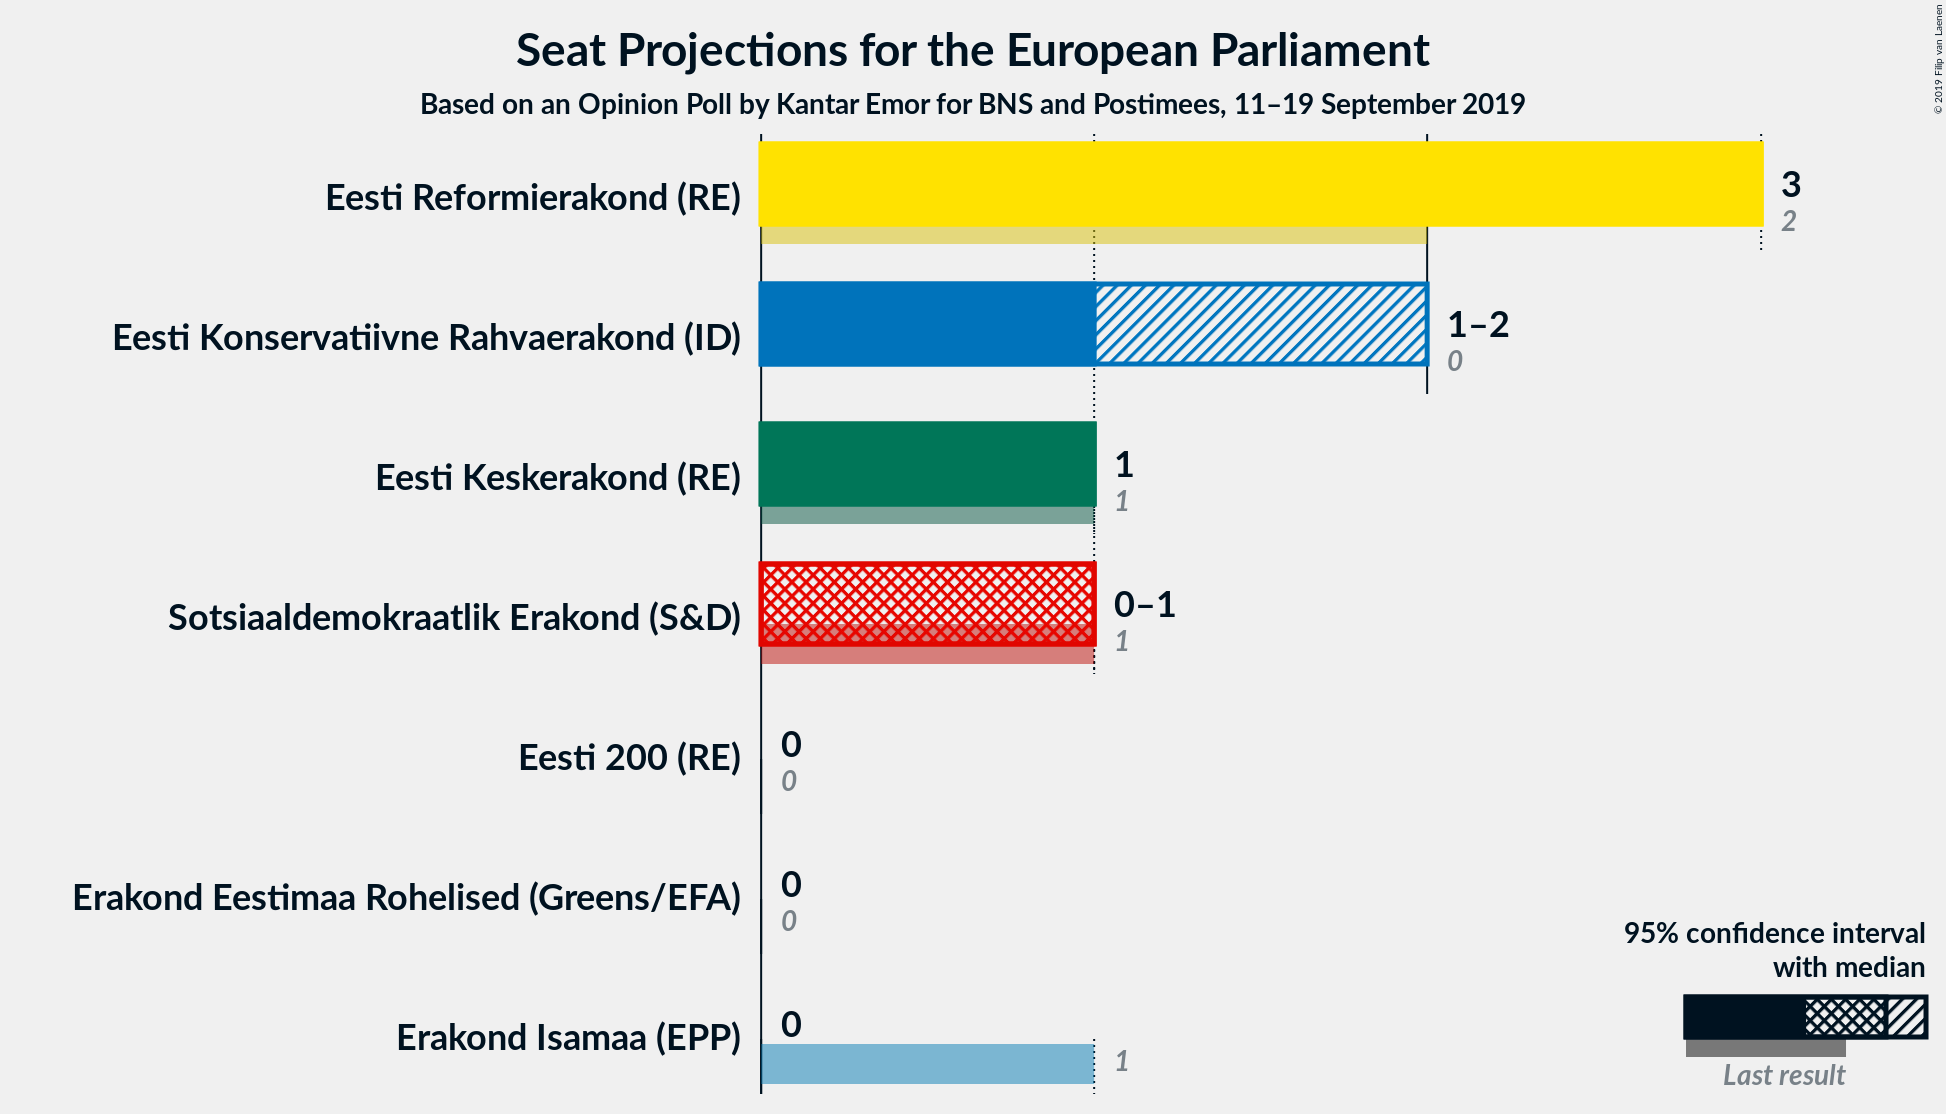 Seat Projections for the European Parliament
Based on an Opinion Poll by Kantar Emor for BNS and Postimees, 11–19 September 2019
© 2019 Filip van Laenen
Eesti Reformierakond (RE)
3
2
Eesti Konservatiivne Rahvaerakond (ID)
1–2
0
Eesti Keskerakond (RE)
1
1
Sotsiaaldemokraatlik Erakond (S&D)
0–1
1
Eesti 200 (RE)
0
0
Erakond Eestimaa Rohelised (Greens/EFA)
0
0
Erakond Isamaa (EPP)
0
1
95% confidence interval
with median
Last result